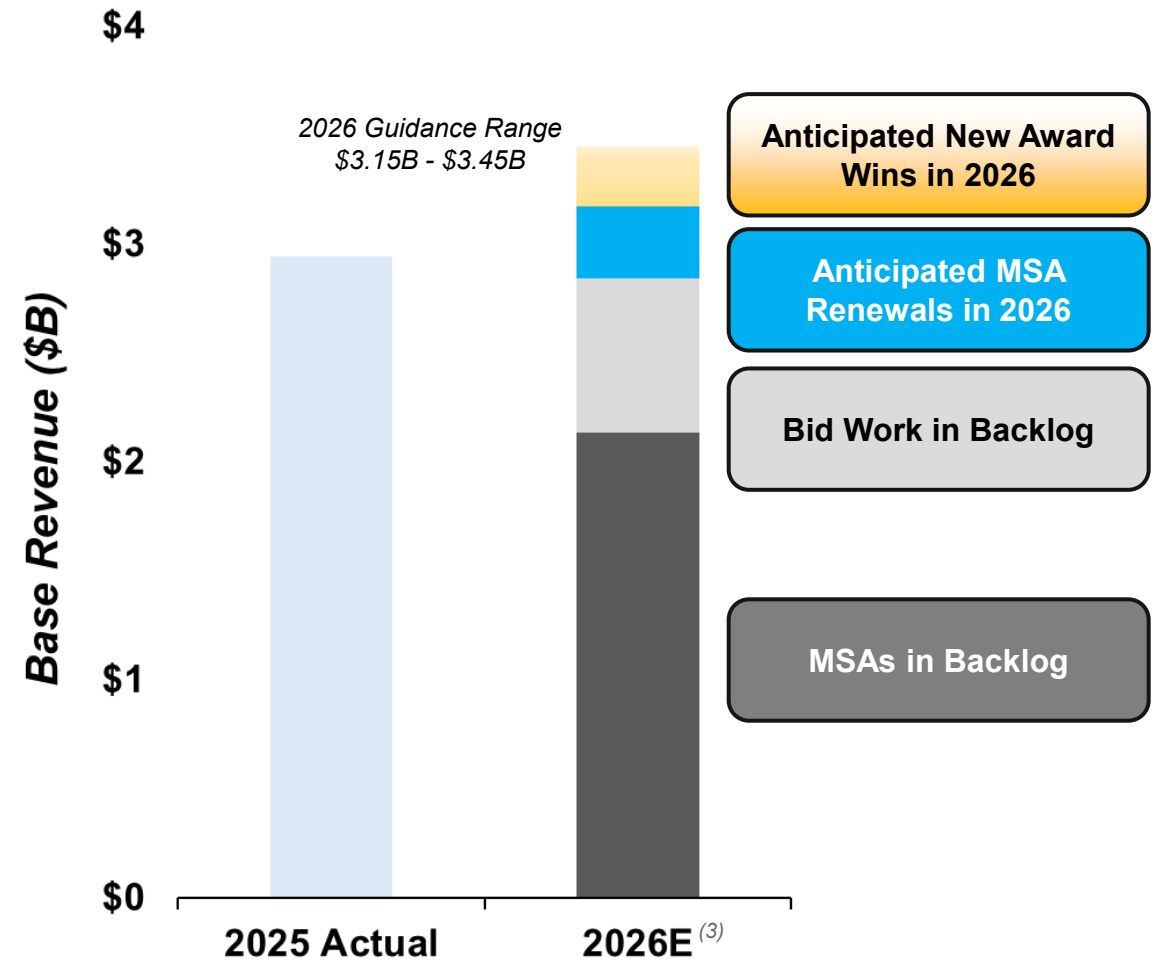 $4
$3
$2
$1
$0
Base Revenue ($B)
2026 Guidance Range
$3.15B - $3.45B
2025 Actual
2026E (3)
Anticipated New Award
Wins in 2026
Anticipated MSA
Renewals in 2026
Bid Work in Backlog
MSAs in Backlog